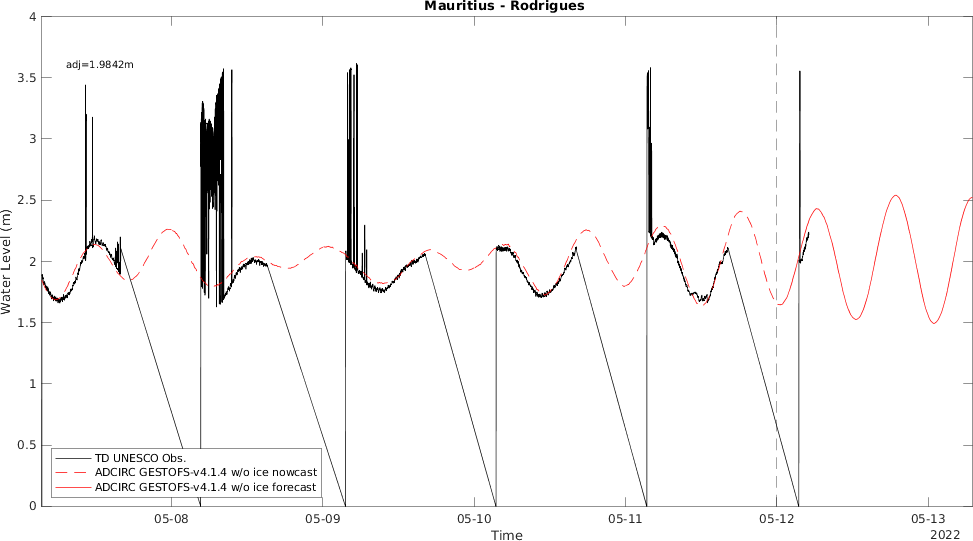 Mauritius - Rodrigues
4
3.5
3
2.5
2
1.5
1
0.5
0
Water Level (m)
adj=1.9842m
TD UNESCO Obs.
ADCIRC GESTOFS-v4.1.4 w/o ice nowcast
ADCIRC GESTOFS-v4.1.4 w/o ice forecast
05-08
05-09
05-10
05-11
05-12
05-13
Time
2022